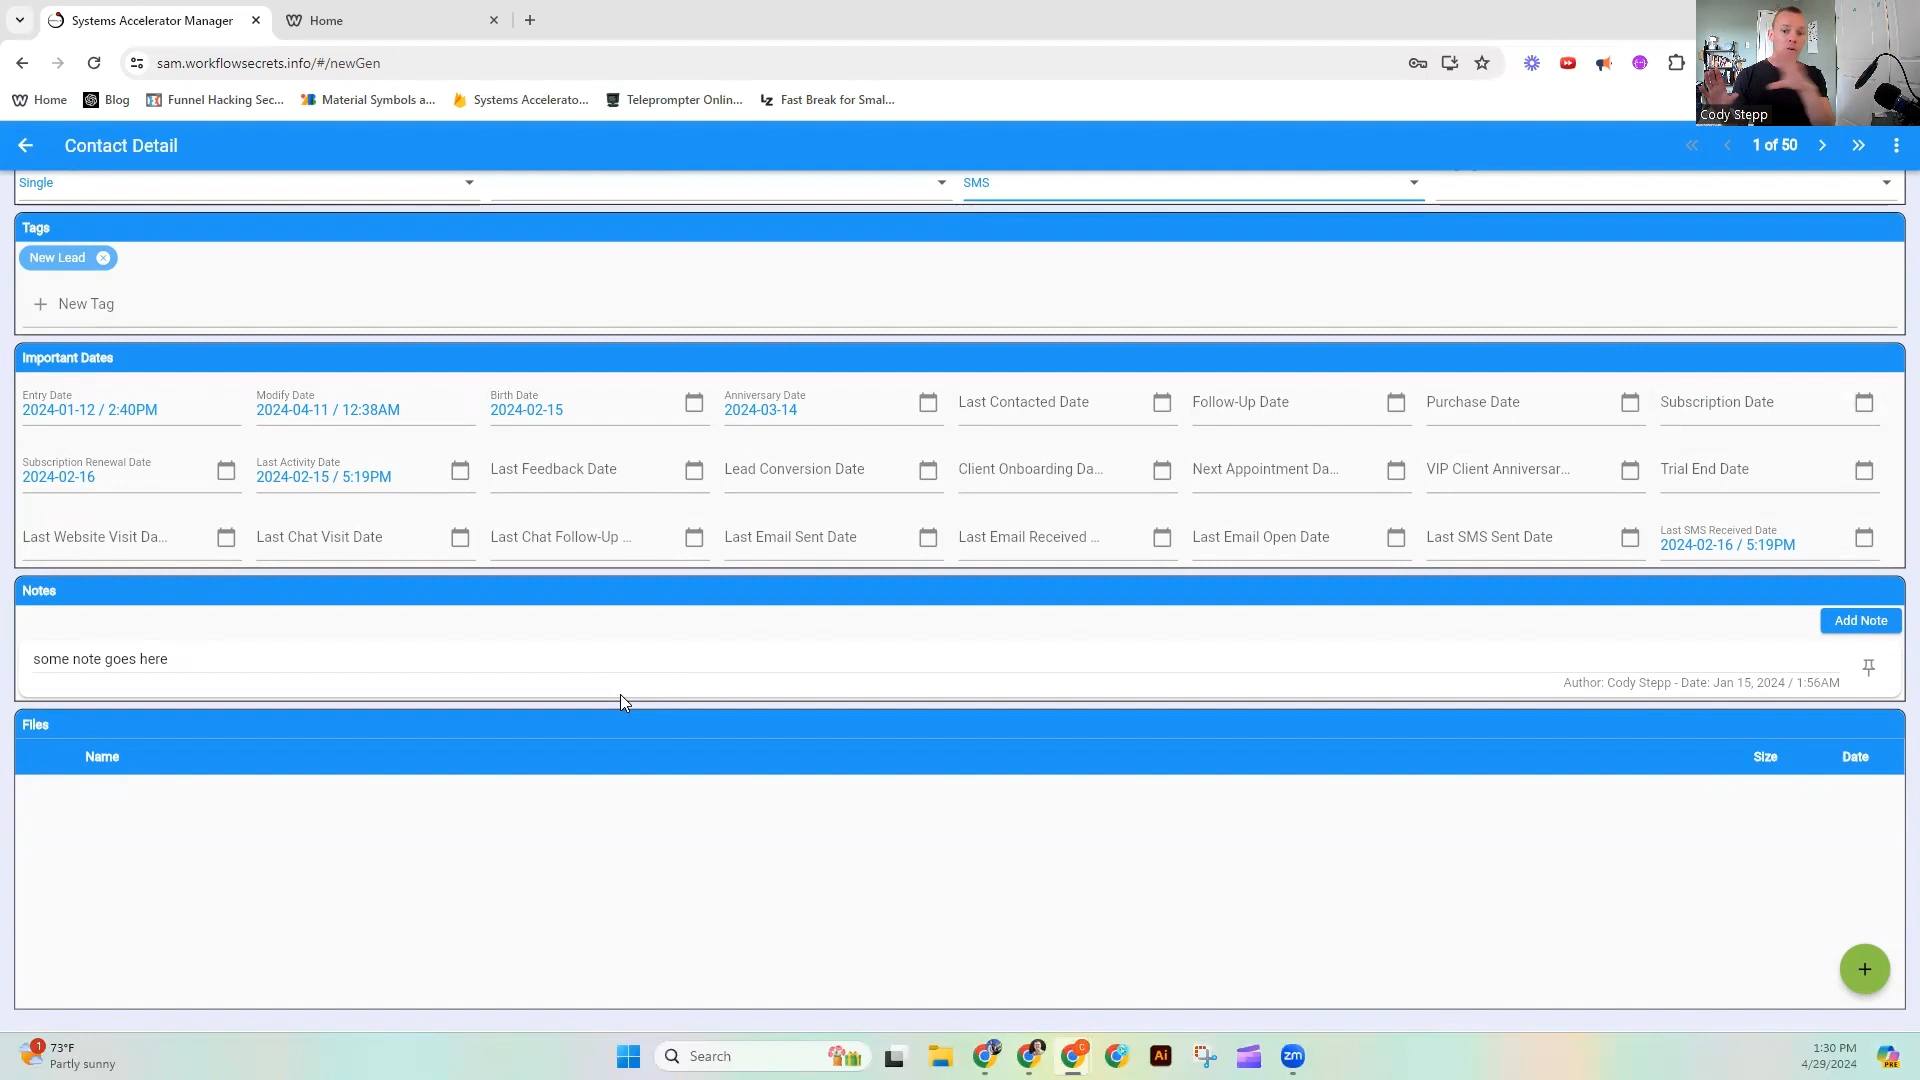 Systems Accelerator Manager
Home
sam.workflowsecrets.info/#/newGen
Home
Blog
Funnel Hacking Sec...
Material Symbols a...
Systems Accelerato...
Teleprompter Onlin...
Fast Break for Smal...
Cody Stepp
Contact Detail
1 of 50
Single
SMS
Tags
New Lead
New Tag
Important Dates
Entry Date
2024-01-12 / 2:40PM
Modify Date
2024-04-11 / 12:38AM
Birth Date
2024-02-15
Anniversary Date
2024-03-14
Last Contacted Date
Follow-Up Date
Purchase Date
Subscription Date
Subscription Renewal Date
2024-02-16
Last Activity Date
2024-02-15 / 5:19PM
Last Feedback Date
Lead Conversion Date
Client Onboarding Da...
Next Appointment Da...
VIP Client Anniversar...
Trial End Date
Last Website Visit Da...
Last Chat Visit Date
Last Chat Follow-Up ...
Last Email Sent Date
Last Email Received ...
Last Email Open Date
Last SMS Sent Date
Last SMS Received Date
2024-02-16 / 5:19PM
Notes
Add Note
some note goes here
Author: Cody Stepp - Date: Jan 15, 2024 / 1:56AM
Files
Name
Size
Date
1
73°F
Partly sunny
Search
C
Ai
zm
1:30 PM
4/29/2024
PRE